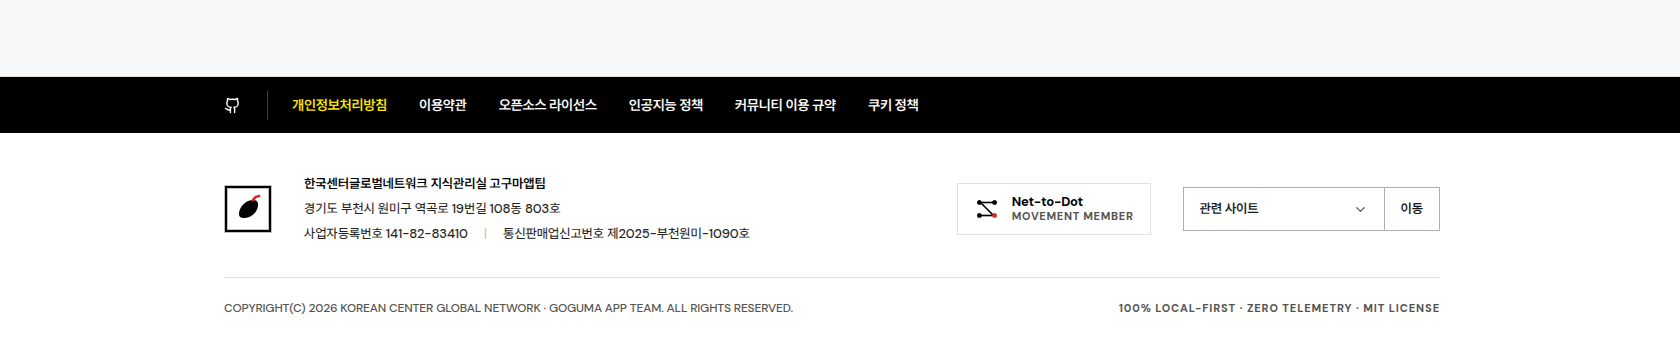 개인정보처리방침 이용약관 오픈소스 라이선스 인공지능 정책 커뮤니티 이용 규약 쿠키 정책
한국센터글로벌네트워크 지식관리실 고구마앱팀
경기도 부천시 원미구 역곡로 19번길 108동 803호
사업자등록번호 141-82-83410 | 통신판매업신고번호 제2025-부천원미-1090호
Net-to-Dot
MOVEMENT MEMBER
관련 사이트 이동
COPYRIGHT(C) 2026 KOREAN CENTER GLOBAL NETWORK · GOGUMA APP TEAM. ALL RIGHTS RESERVED.
100% LOCAL-FIRST · ZERO TELEMETRY · MIT LICENSE